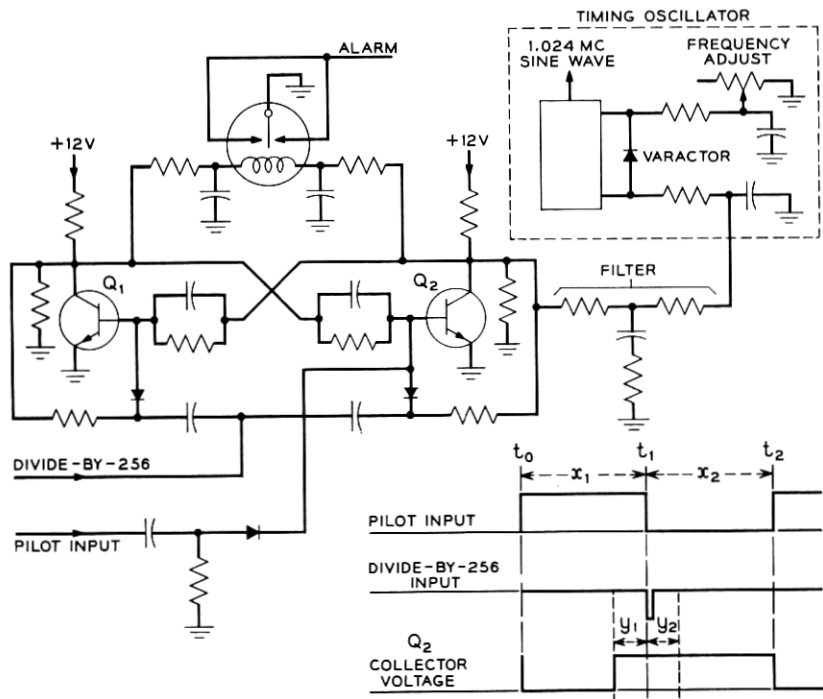 TIMING OSCILLATOR
ALARM
1.024 MC
SINE WAVE
FREQUENCY
ADJUST
+12V
+12V
VARACTOR
Q1
Q2
FILTER
DIVIDE-BY-256
PILOT INPUT
t0
t1
t2
x1
x2
PILOT INPUT
DIVIDE-BY-256
INPUT
y1
y2
Q2
COLLECTOR
VOLTAGE